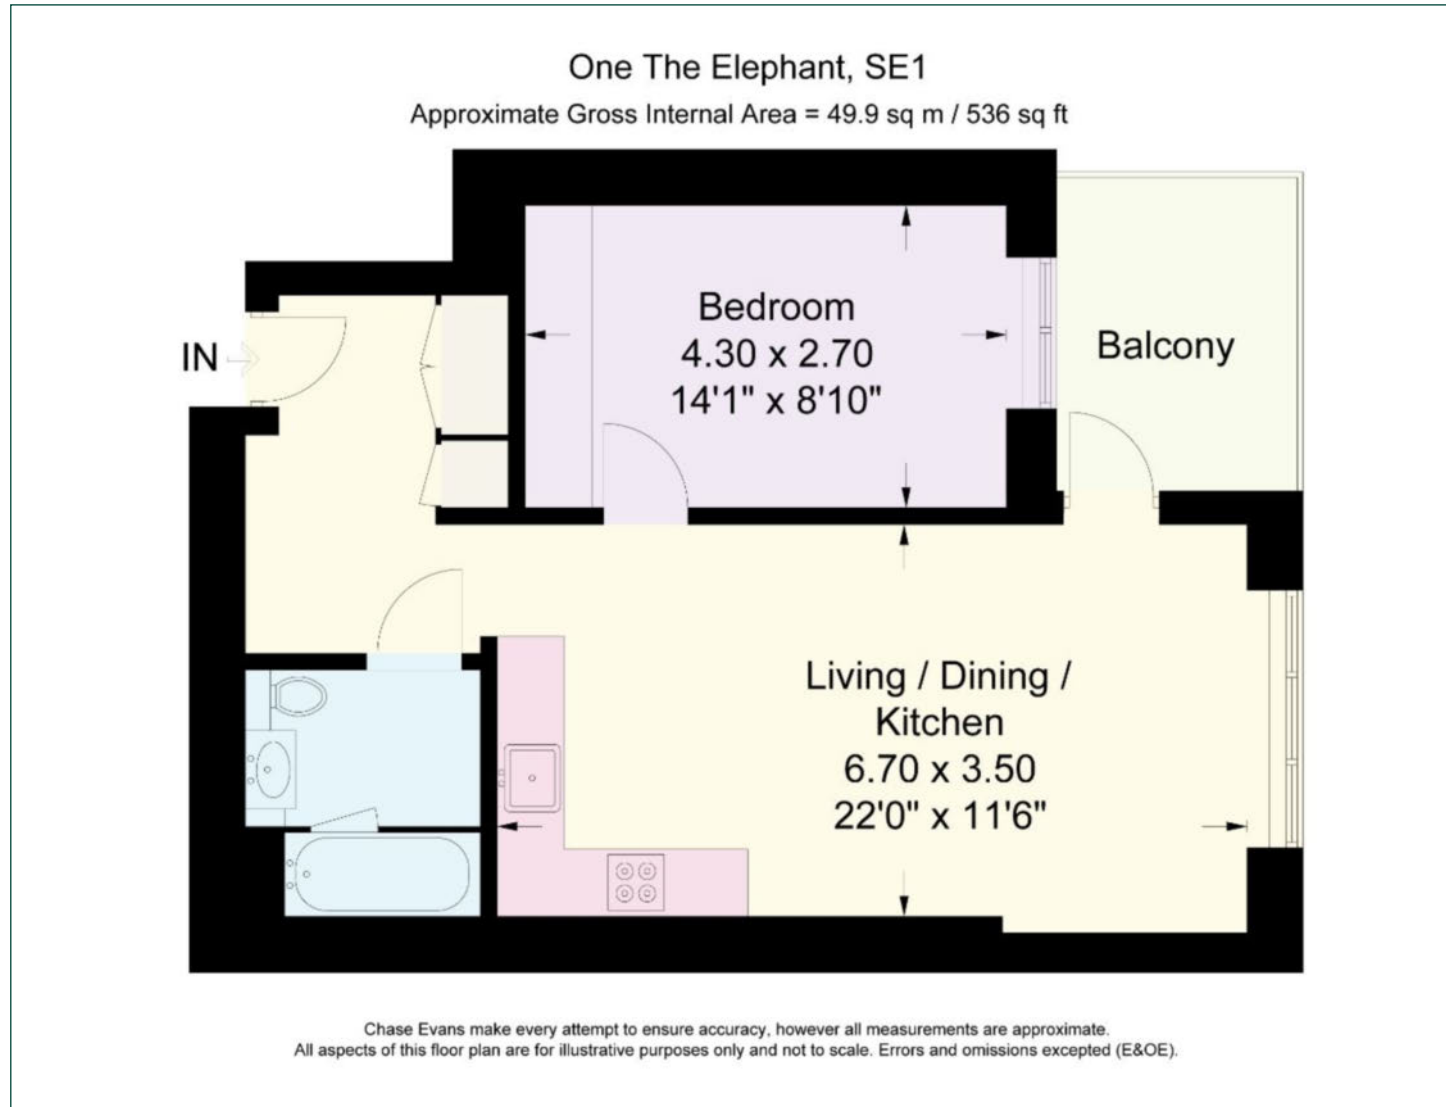 One The Elephant, SE1
Approximate Gross Internal Area = 49.9 sq m / 536 sq ft
IN
Bedroom
4.30 x 2.70
14'1" x 8'10"
Balcony
Living / Dining /
Kitchen
6.70 x 3.50
22'0" x 11'6"
Chase Evans make every attempt to ensure accuracy, however all measurements are approximate.
All aspects of this floor plan are for illustrative purposes only and not to scale. Errors and omissions excepted (E&OE).